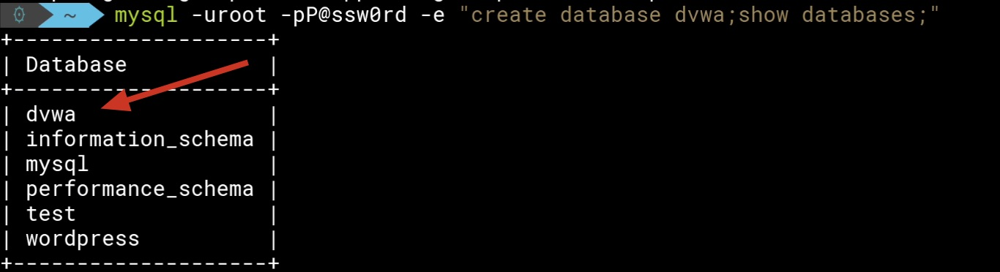 ~ mysql -uroot -pP@ssw0rd -e "create database dvwa;show databases;"
+--------------------+
| Database           |
+--------------------+
| dvwa               |
| information_schema |
| mysql              |
| performance_schema |
| test               |
| wordpress          |
+--------------------+